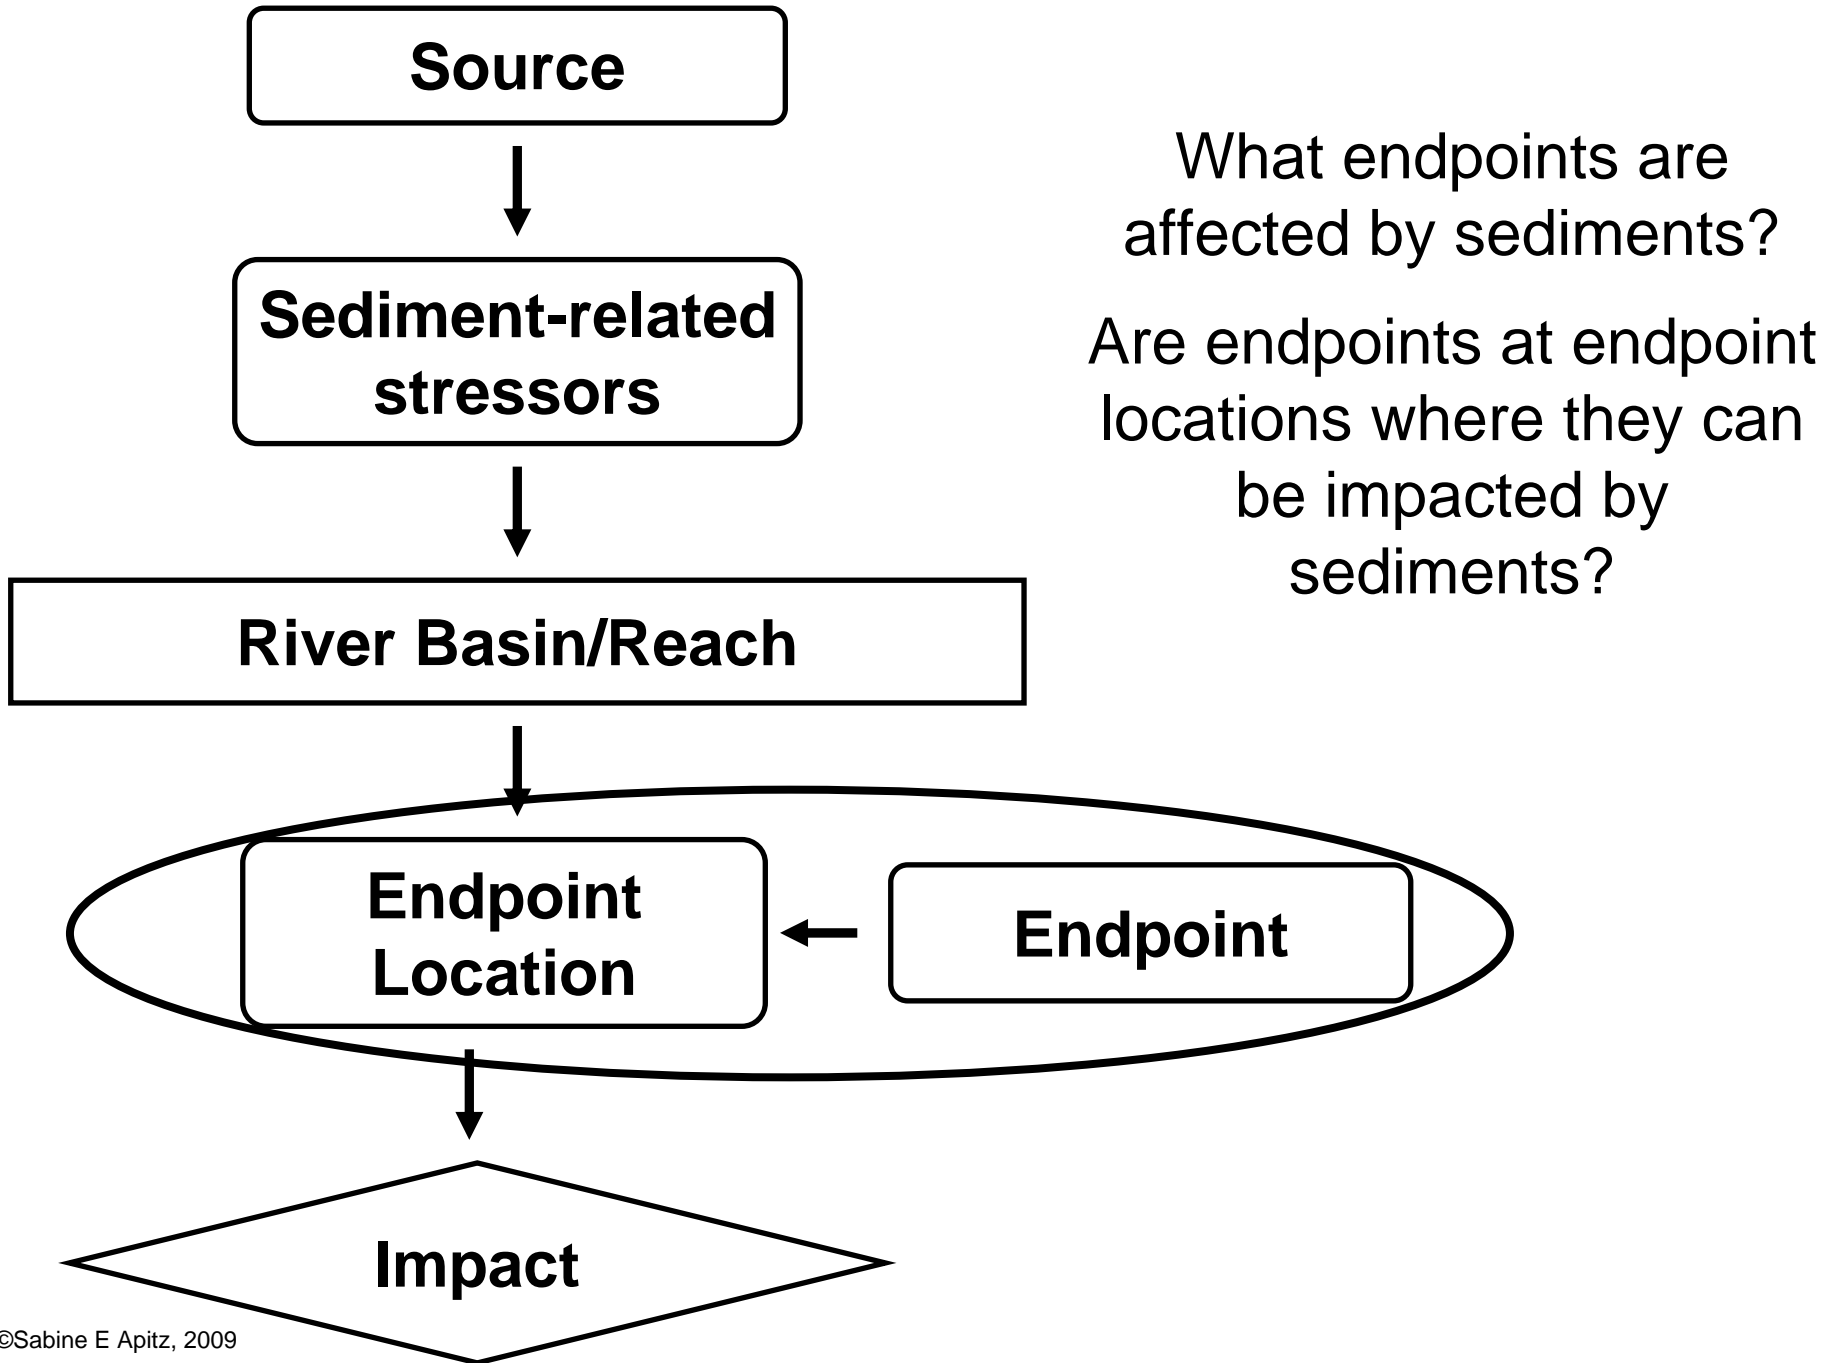 Source
What endpoints are
affected by sediments?
Sediment-related
stressors
Are endpoints at endpoint
locations where they can
be impacted by
sediments?
River Basin/Reach
Endpoint
Location
Endpoint
Impact
©Sabine E Apitz, 2009